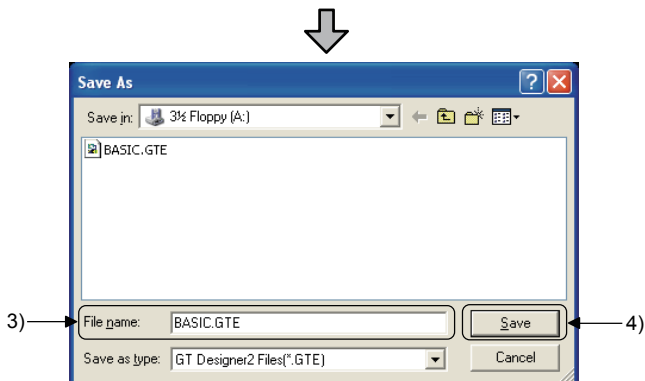 Save As
Save in: 3½ Floppy (A:)
BASIC.GTE
3) File name: BASIC.GTE Save 4)
Save as type: GT Designer2 Files(*.GTE) Cancel